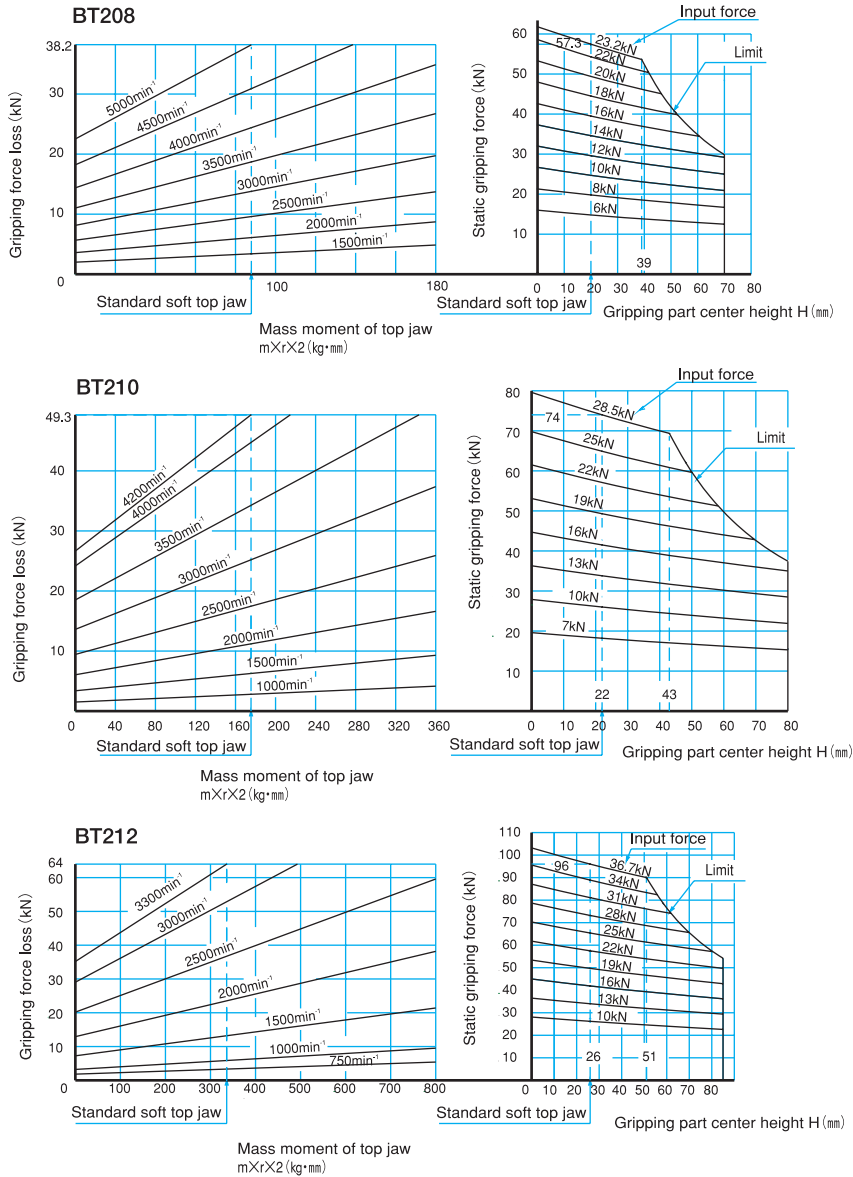 BT208
Gripping force loss (kN)
38.2
30
20
10
0
5000min⁻¹
4500min⁻¹
4000min⁻¹
3500min⁻¹
3000min⁻¹
2500min⁻¹
2000min⁻¹
1500min⁻¹
100
180
Standard soft top jaw
Mass moment of top jaw
m×r×2 (kg・mm)
Static gripping force (kN)
60
50
40
30
20
10
Input force
Limit
57.3
23.2kN
22kN
20kN
18kN
16kN
14kN
12kN
10kN
8kN
6kN
39
0 10 20 30 40 50 60 70 80
Standard soft top jaw
Gripping part center height H (mm)
BT210
Gripping force loss (kN)
49.3
40
30
20
10
4200min⁻¹
4000min⁻¹
3500min⁻¹
3000min⁻¹
2500min⁻¹
2000min⁻¹
1500min⁻¹
1000min⁻¹
0 40 80 120 160 200 240 280 320 360
Standard soft top jaw
Mass moment of top jaw
m×r×2 (kg・mm)
Static gripping force (kN)
80
70
60
50
40
30
20
10
Input force
Limit
74
28.5kN
25kN
22kN
19kN
16kN
13kN
10kN
7kN
22
43
0 10 20 30 40 50 60 70 80
Standard soft top jaw
Gripping part center height H (mm)
BT212
Gripping force loss (kN)
64
60
50
40
30
20
10
3300min⁻¹
3000min⁻¹
2500min⁻¹
2000min⁻¹
1500min⁻¹
1000min⁻¹
750min⁻¹
0 100 200 300 400 500 600 700 800
Standard soft top jaw
Mass moment of top jaw
m×r×2 (kg・mm)
Static gripping force (kN)
110
100
90
80
70
60
50
40
30
20
10
Input force
Limit
96
36.7kN
34kN
31kN
28kN
25kN
22kN
19kN
16kN
13kN
10kN
26
51
0 10 20 30 40 50 60 70 80
Standard soft top jaw
Gripping part center height H (mm)